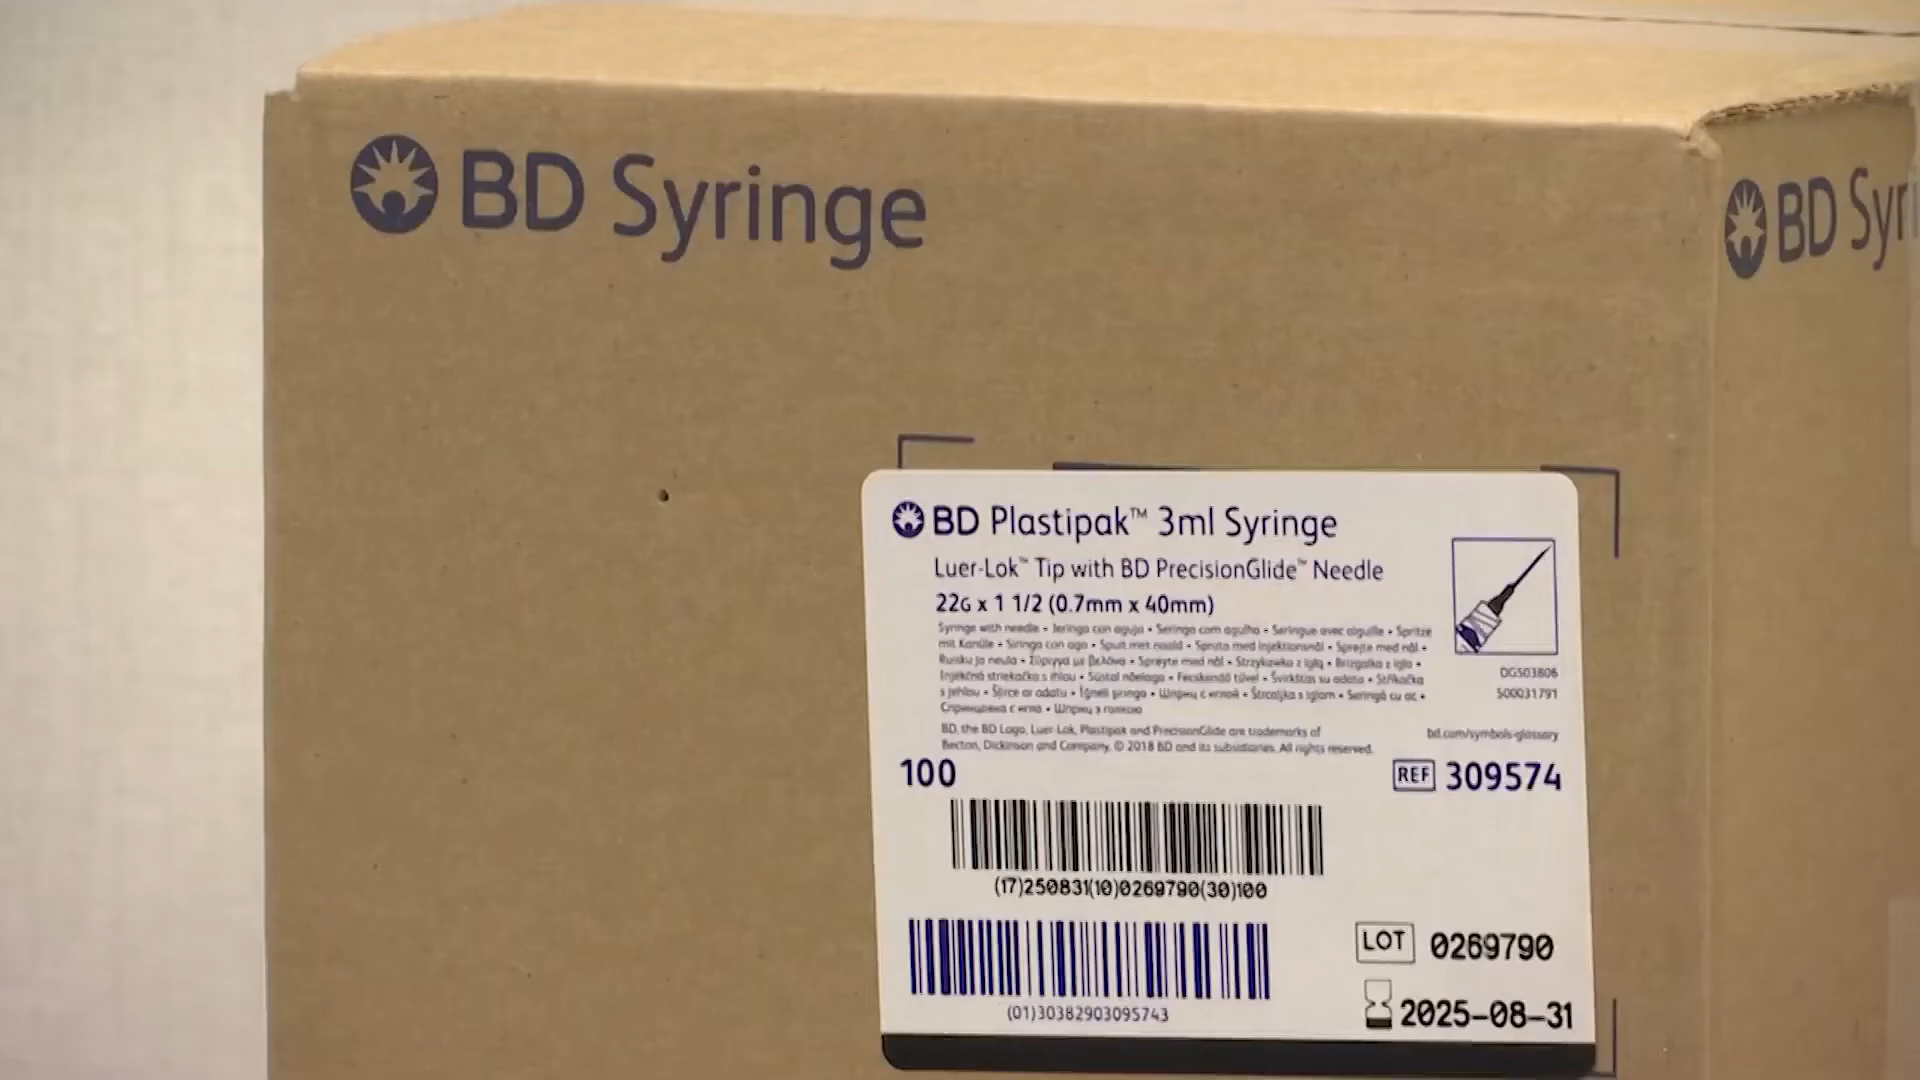 BD Syringe
BD Syri
BD Plastipak™ 3ml Syringe
Luer-Lok™ Tip with BD PrecisionGlide™ Needle
22G x 1 1/2 (0.7mm x 40mm)
Syringe with needle • Jeringa con aguja • Seringa com agulha • Seringue avec aiguille • Spritze
mit Kanüle • Siringa con ago • Spuit met naald • Spruta med injektionsnål • Sprøjte med nål •
Ruisku ja neula • Σύριγγα με βελόνα • Sprøyte med nål • Strzykawka z igłą • Brizgalka z iglo •
Injekčná striekačka s ihlou • Süstal nõelaga • Fecskendő tűvel • Švirkštas su adata • Stříkačka
s jehlou • Šļirce ar adatu • İğneli şırınga • Шприц с иглой • Štrcaljka s iglom • Seringă cu ac •
Спринцовка с игла • Шприц з голкою
DGS03806
500031791
BD, the BD Logo, Luer-Lok, Plastipak and PrecisionGlide are trademarks of
Becton, Dickinson and Company. © 2018 BD and its subsidiaries. All rights reserved.
bd.com/symbols-glossary
100
REF 309574
(17)250831(10)0269790(30)100
LOT 0269790
(01)30382903095743
2025-08-31